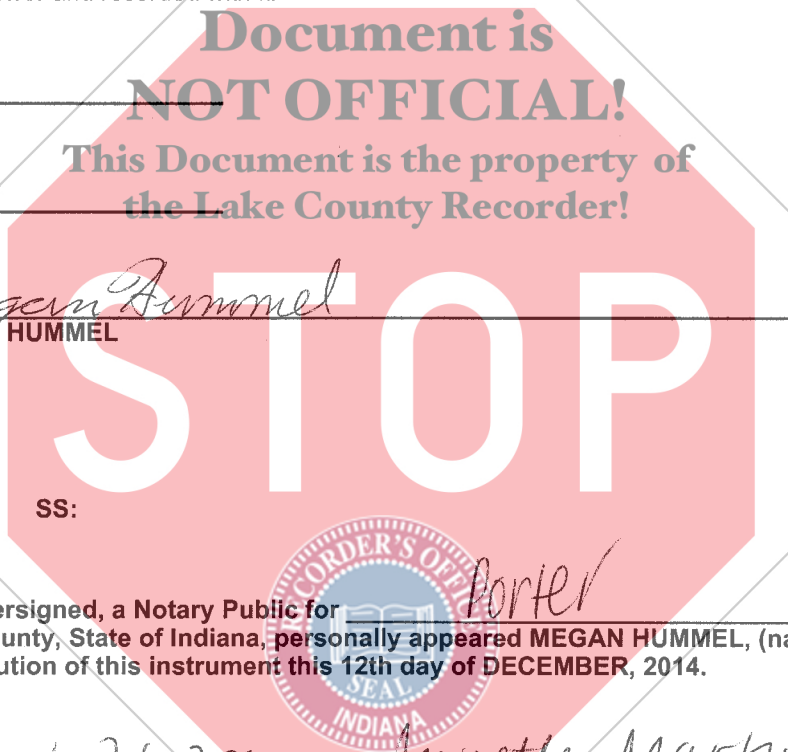 Document is
NOT OFFICIAL!
This Document is the property of
the Lake County Recorder!
Hummel
HUMMEL
STOP
SS:
RECORDER'S OFFICE
ersigned, a Notary Public for Porter
unty, State of Indiana, personally appeared MEGAN HUMMEL, (na
ution of this instrument this 12th day of DECEMBER, 2014.
SEAL
INDIANA